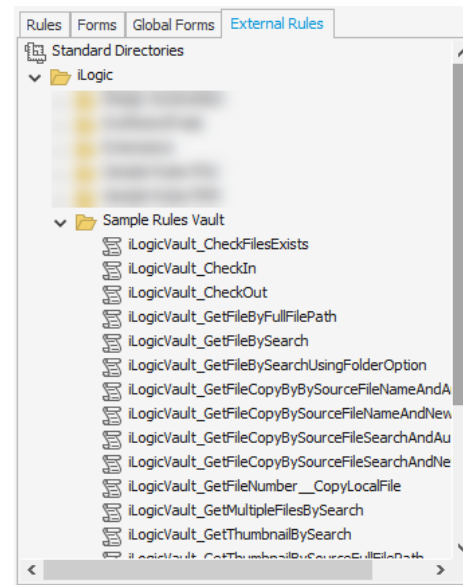 Rules Forms Global Forms External Rules
Standard Directories
iLogic
Sample Rules Vault
iLogicVault_CheckFilesExists
iLogicVault_CheckIn
iLogicVault_CheckOut
iLogicVault_GetFileByFullFilePath
iLogicVault_GetFileBySearch
iLogicVault_GetFileBySearchUsingFolderOption
iLogicVault_GetFileCopyByBySourceFileNameAndA
iLogicVault_GetFileCopyBySourceFileNameAndNew
iLogicVault_GetFileCopyBySourceFileSearchAndAu
iLogicVault_GetFileCopyBySourceFileSearchAndNe
iLogicVault_GetFileNumber__CopyLocalFile
iLogicVault_GetMultipleFilesBySearch
iLogicVault_GetThumbnailBySearch
iLogicVault_GetThumbnailBySourceFullFilePath